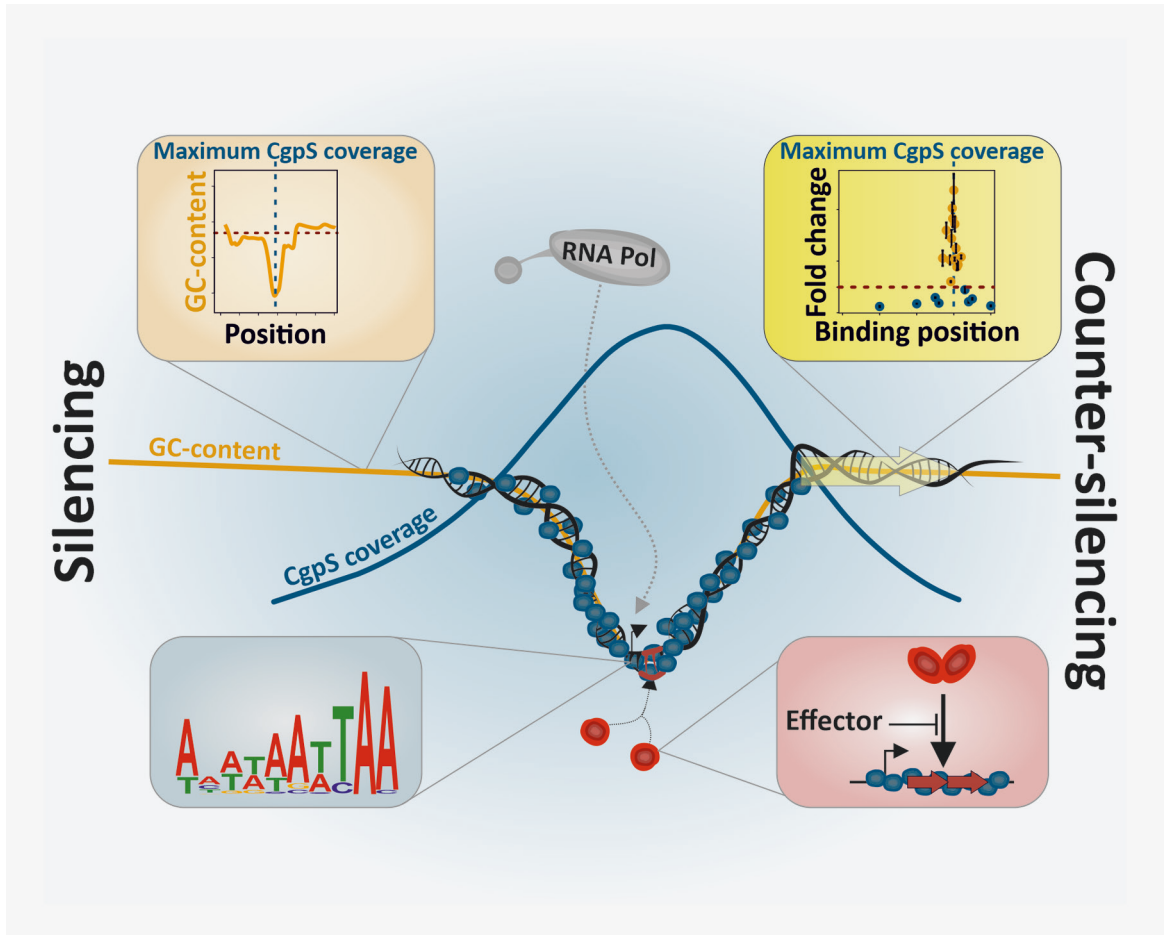 Silencing
Maximum CgpS coverage
GC-content
Position
RNA Pol
Maximum CgpS coverage
Fold change
Binding position
Counter-silencing
GC-content
CgpS coverage
Effector